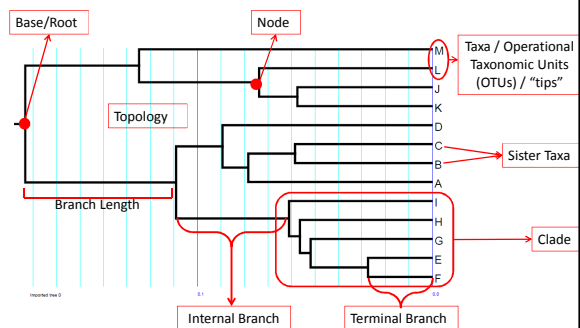 Base/Root
Node
Taxa / Operational
Taxonomic Units
(OTUs) / “tips”
M
L
J
K
Topology
D
C
B
A
Sister Taxa
Branch Length
I
H
G
E
F
Clade
Imported tree 0
0.1
0.0
Internal Branch
Terminal Branch